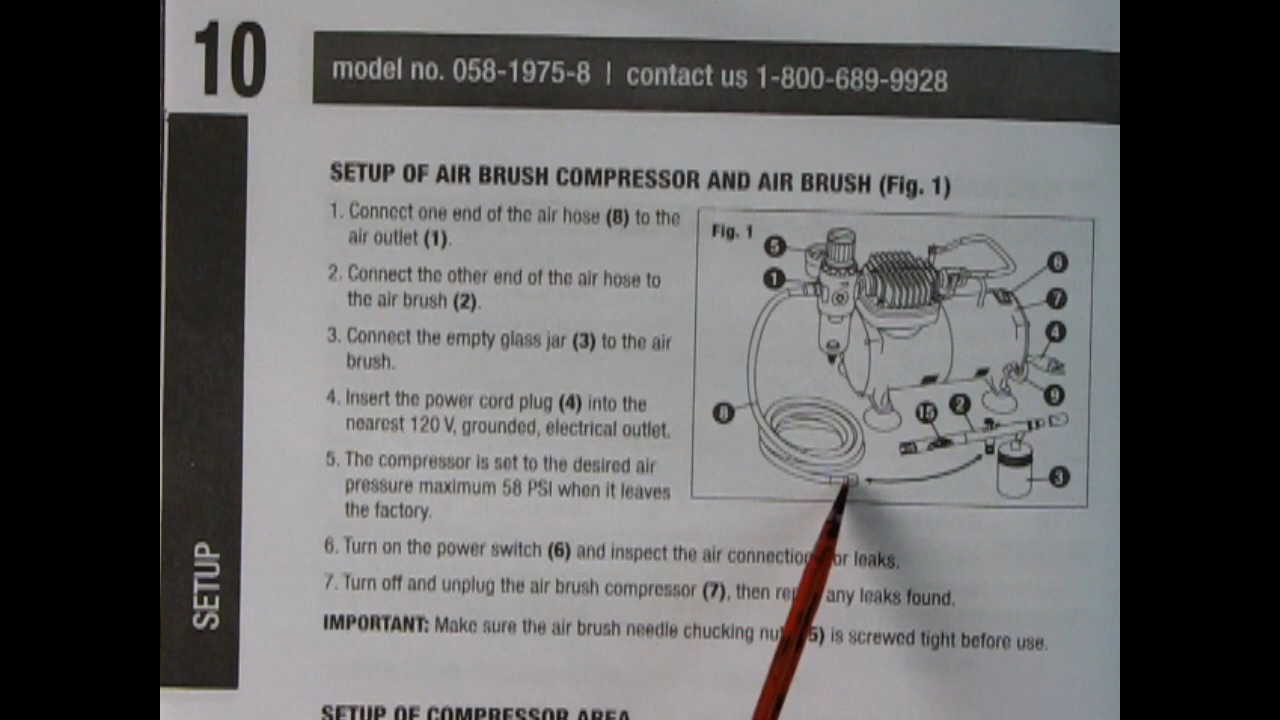 10
model no. 058-1975-8 | contact us 1-800-689-9928
SETUP OF AIR BRUSH COMPRESSOR AND AIR BRUSH (Fig. 1)
1. Connect one end of the air hose (8) to the
air outlet (1).
2. Connect the other end of the air hose to
the air brush (2).
3. Connect the empty glass jar (3) to the air
brush.
4. Insert the power cord plug (4) into the
nearest 120 V, grounded, electrical outlet.
5. The compressor is set to the desired air
pressure maximum 58 PSI when it leaves
the factory.
Fig. 1
5
1
6
7
4
9
8
15
2
3
6. Turn on the power switch (6) and inspect the air connection or leaks.
7. Turn off and unplug the air brush compressor (7), then any leaks found.
IMPORTANT: Make sure the air brush needle chucking 5) is screwed tight before use.
SETUP OF COMPRESSOR AREA
SETUP